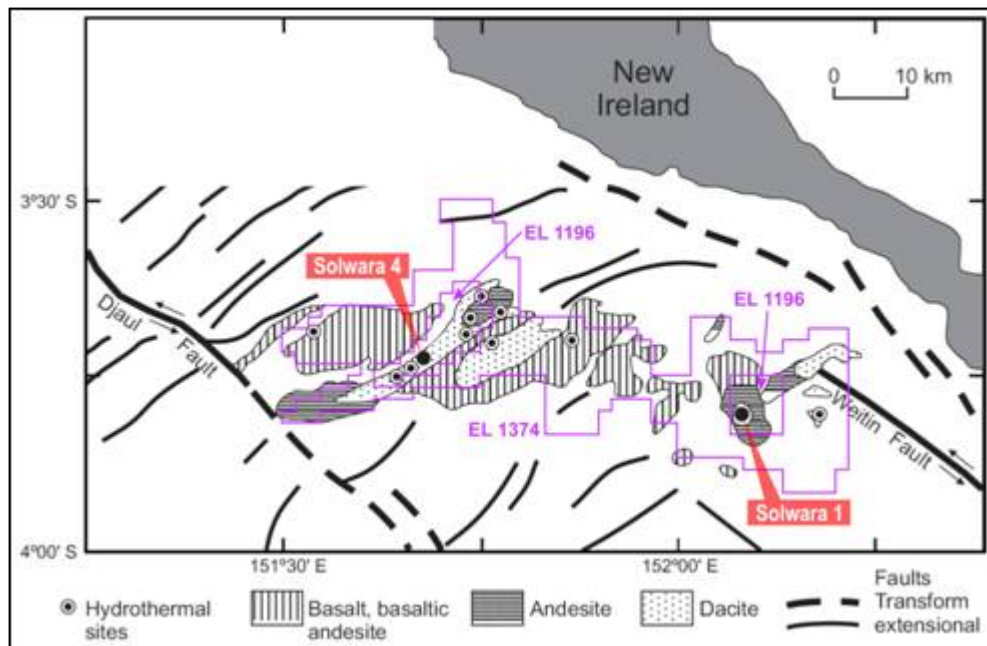 New
Ireland
0 10 km
3°30' S
EL 1196
Solwara 4
EL 1196
Djaul
Fault
EL 1374
Weitin
Fault
Solwara 1
4°00' S
151°30' E
152°00' E
Hydrothermal
sites
Basalt, basaltic
andesite
Andesite
Dacite
Faults
Transform
extensional